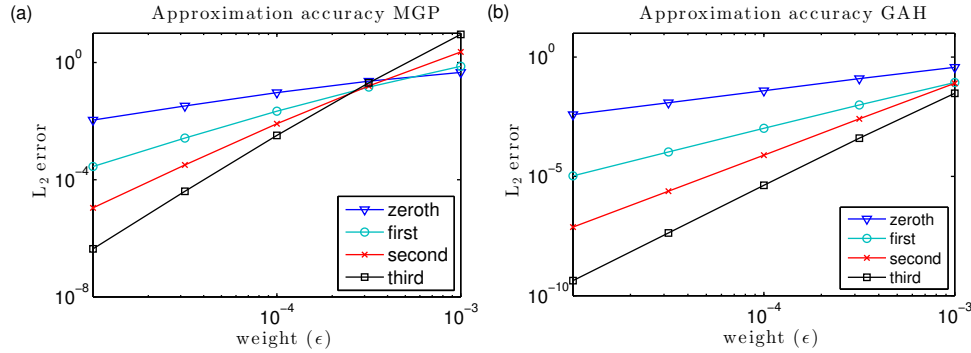 (a)
Approximation accuracy MGP
10^0
10^-4
10^-8
L_2 error
10^-4
10^-3
weight (ϵ)
zeroth
first
second
third
(b)
Approximation accuracy GAH
10^0
10^-5
10^-10
L_2 error
10^-4
10^-3
weight (ϵ)
zeroth
first
second
third